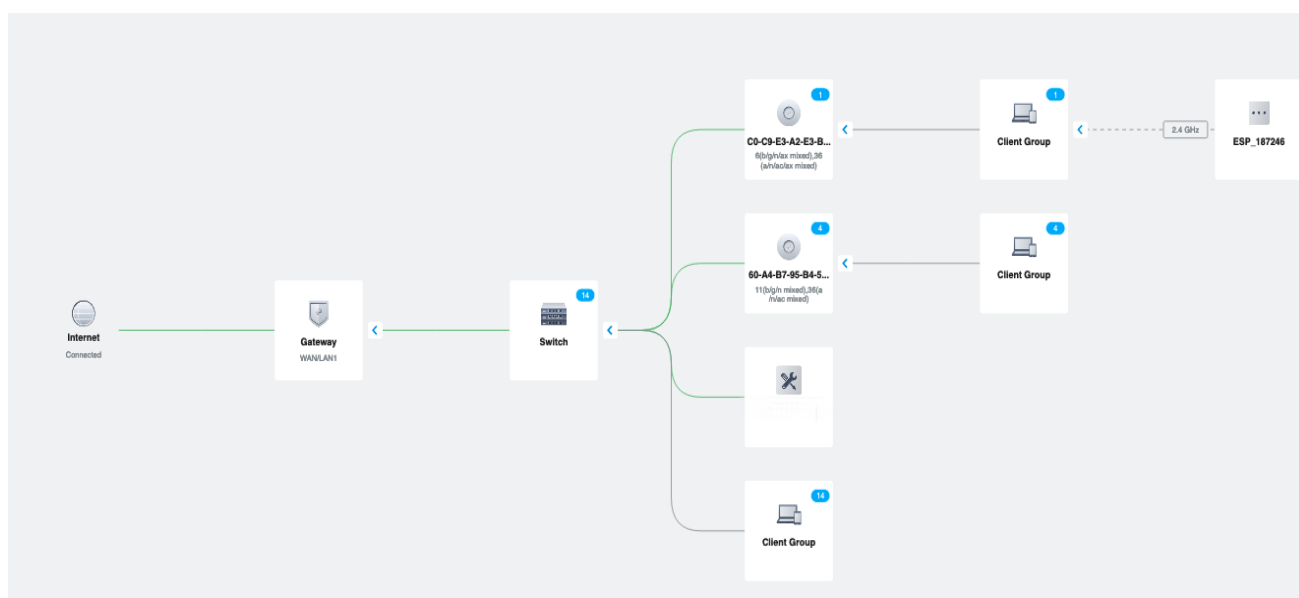 1
C0-C9-E3-A2-E3-B...
6(b/g/n/ax mixed),36
(a/n/ac/ax mixed)
1
Client Group
2.4 GHz
ESP_187246
4
60-A4-B7-95-B4-5...
11(b/g/n mixed),36(a
/n/ac mixed)
4
Client Group
Internet
Connected
Gateway
WAN/LAN1
14
Switch
14
Client Group